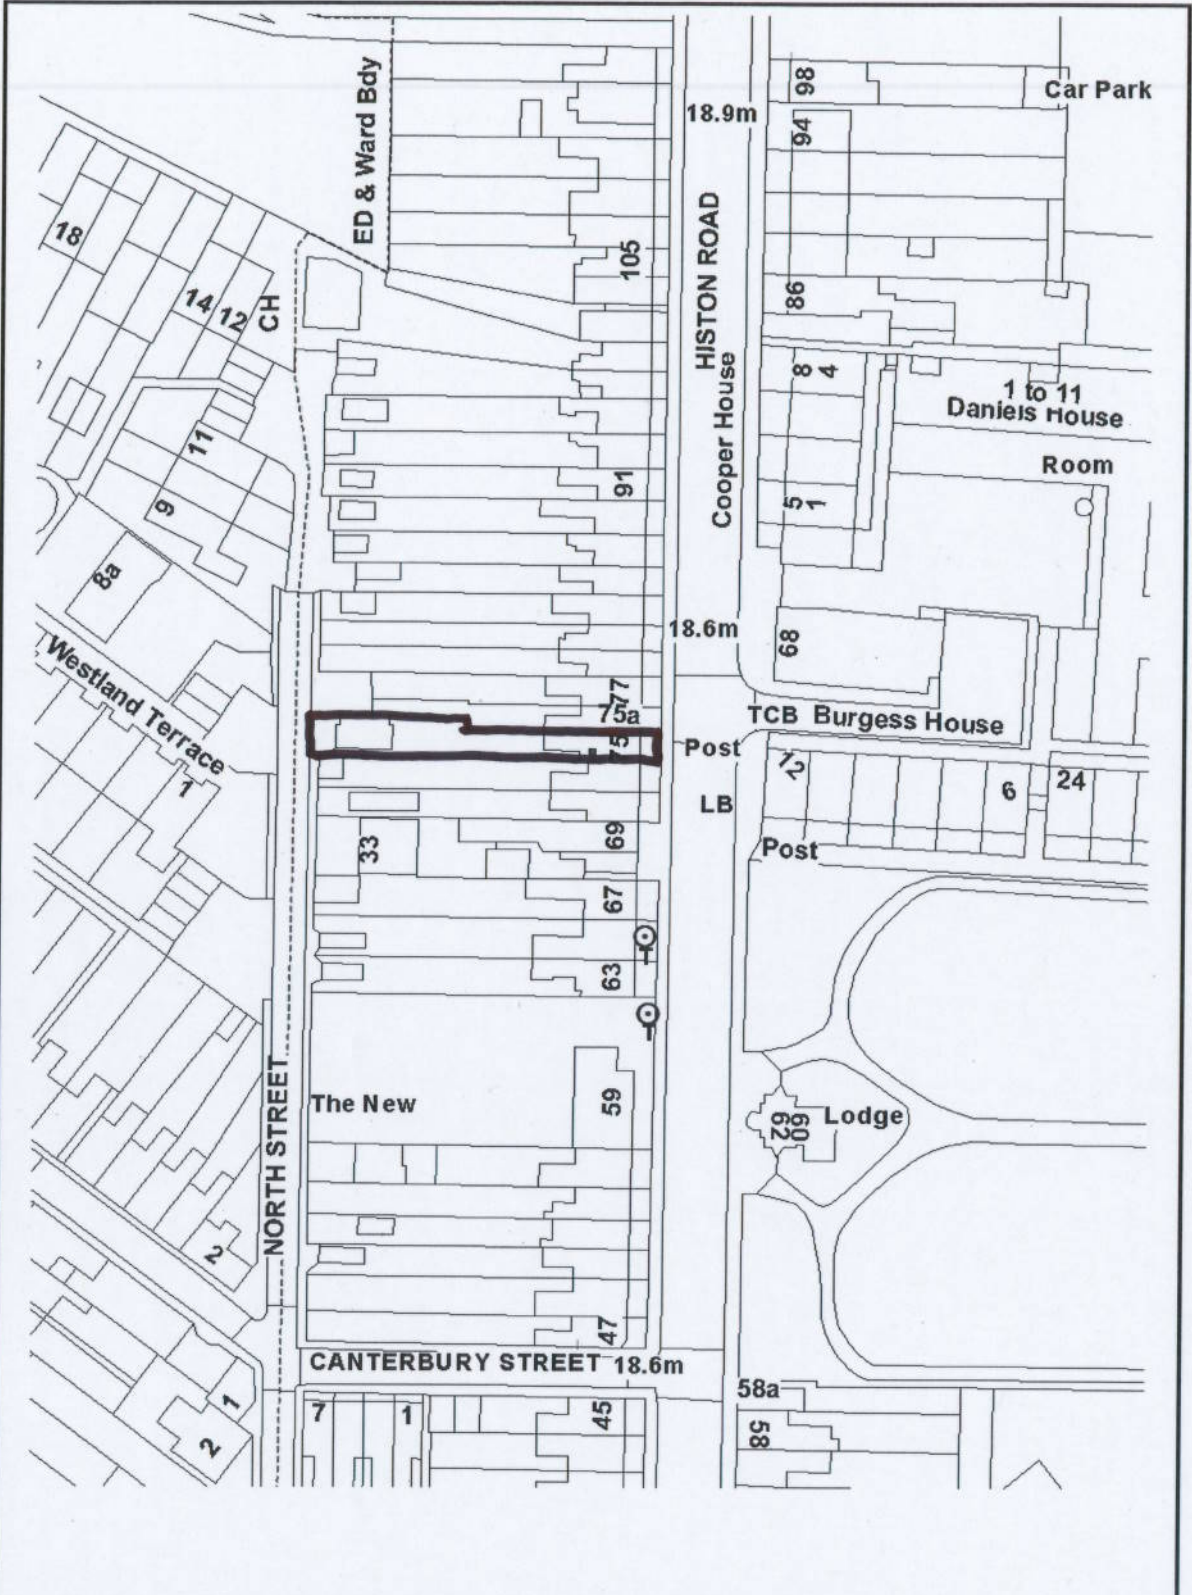 98
Car Park
ED & Ward Bdy
18.9m
94
18
HISTON ROAD
105
14
12
CH
86
Cooper House
8
4
1 to 11
Daniels House
11
91
Room
9
5
1
8a
18.6m
68
Westland Terrace
77
75a
TCB
Burgess House
75
Post
12
1
LB
6
24
33
69
Post
67
63
The New
59
60
62
Lodge
NORTH STREET
2
47
CANTERBURY STREET
18.6m
58a
1
7
1
45
58
2